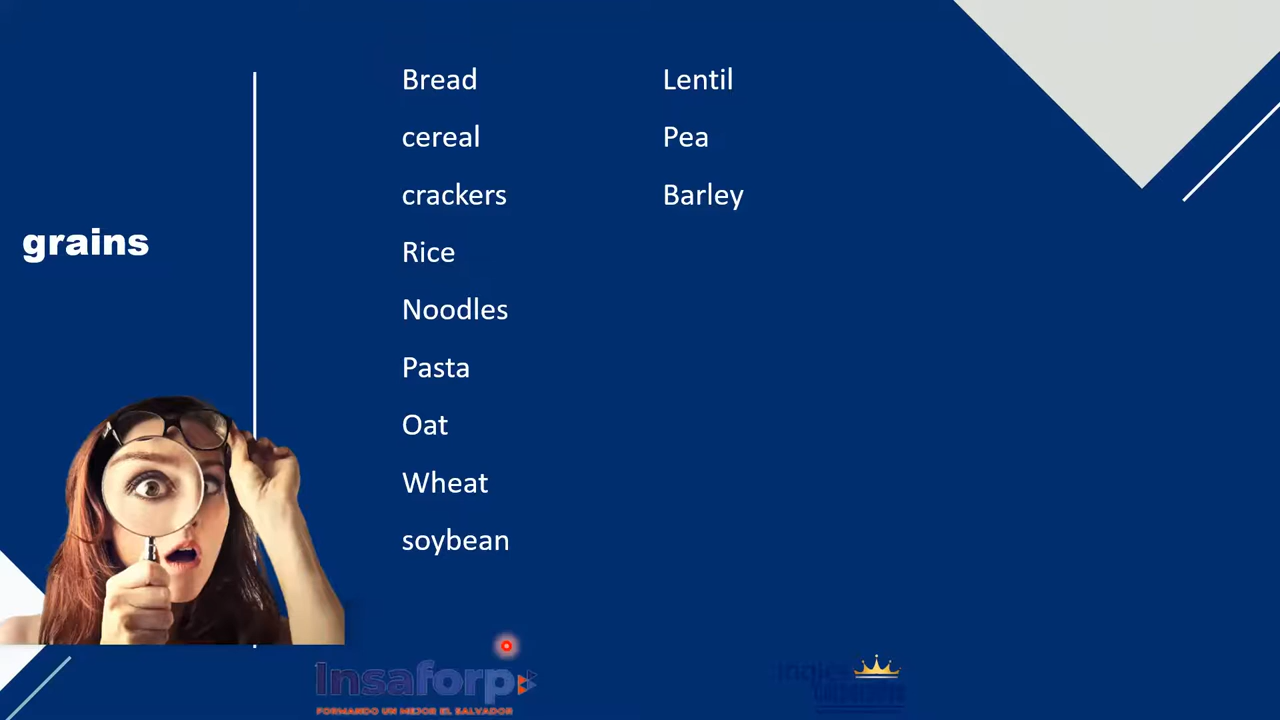 grains
Bread
cereal
crackers
Rice
Noodles
Pasta
Oat
Wheat
soybean
Lentil
Pea
Barley
Insaforp
FORMANDO UN MEJOR EL SALVADOR